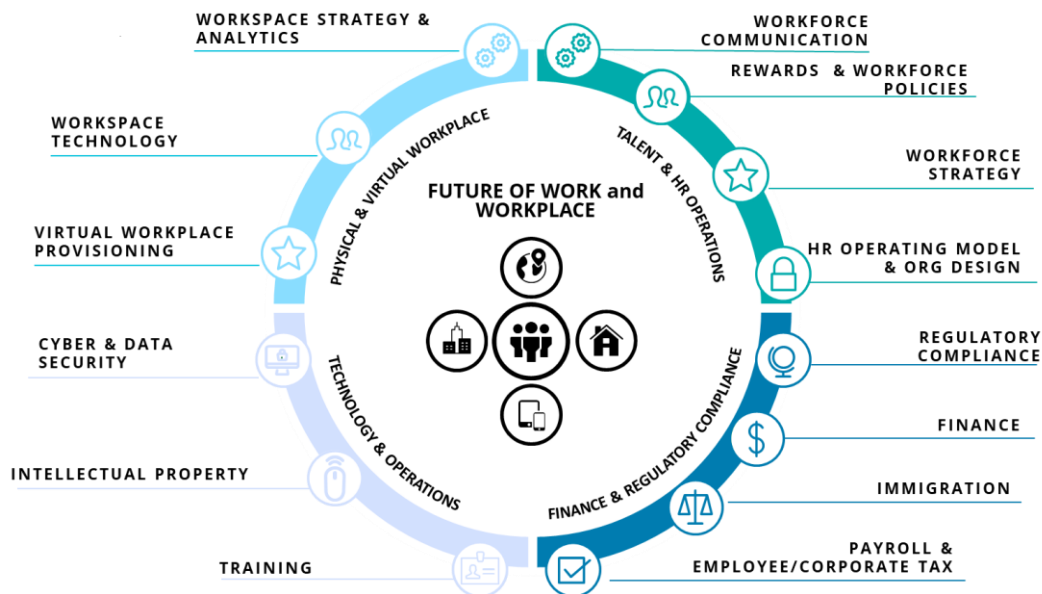 WORKSPACE STRATEGY &
ANALYTICS
WORKSPACE
TECHNOLOGY
VIRTUAL WORKPLACE
PROVISIONING
CYBER & DATA
SECURITY
INTELLECTUAL PROPERTY
TRAINING
PHYSICAL & VIRTUAL WORKPLACE
TALENT & HR OPERATIONS
FUTURE OF WORK and
WORKPLACE
TECHNOLOGY & OPERATIONS
FINANCE & REGULATORY COMPLIANCE
WORKFORCE
COMMUNICATION
REWARDS & WORKFORCE
POLICIES
WORKFORCE
STRATEGY
HR OPERATING MODEL
& ORG DESIGN
REGULATORY
COMPLIANCE
FINANCE
IMMIGRATION
PAYROLL &
EMPLOYEE/CORPORATE TAX